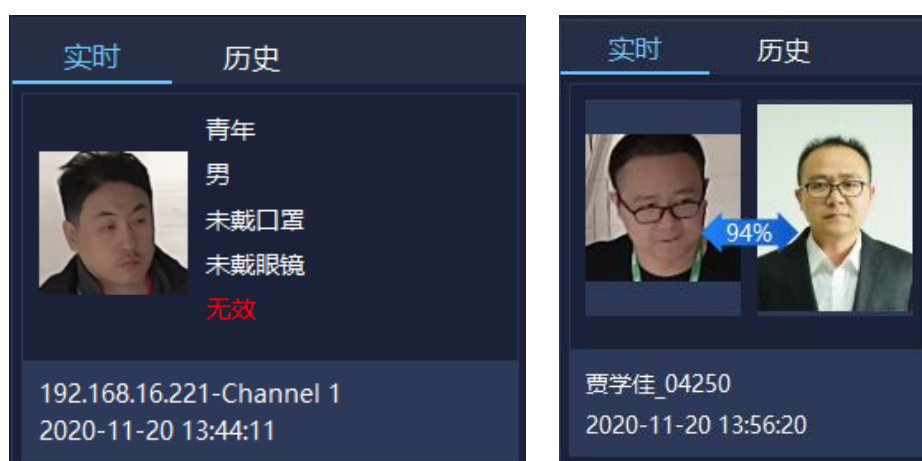 实时 历史
青年
男
未戴口罩
未戴眼镜
无效
192.168.16.221-Channel 1
2020-11-20 13:44:11
实时 历史
94%
贾学佳_04250
2020-11-20 13:56:20